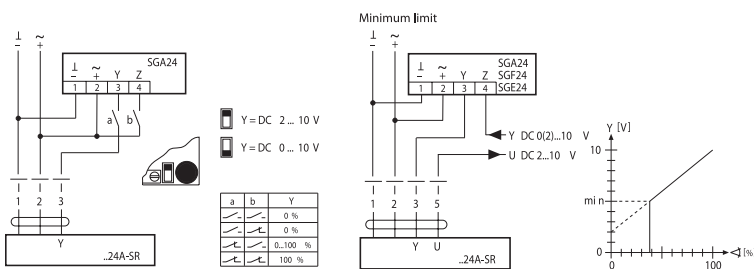 ⊥ ~
- +
SGA24
⊥ ~ Y Z
- +
1 2 3 4
a b
1 2 3
Y
..24A-SR
Y = DC 2 ... 10 V
Y = DC 0 ... 10 V
a b Y
0 %
0 %
0...100 %
100 %
Minimum limit
⊥ ~
- +
SGA24
SGF24
SGE24
⊥ ~ Y Z
- +
1 2 3 4
Y DC 0(2)...10 V
U DC 2...10 V
1 2 3 5
Y U
..24A-SR
Y [V]
10
min
0
0 100
[%